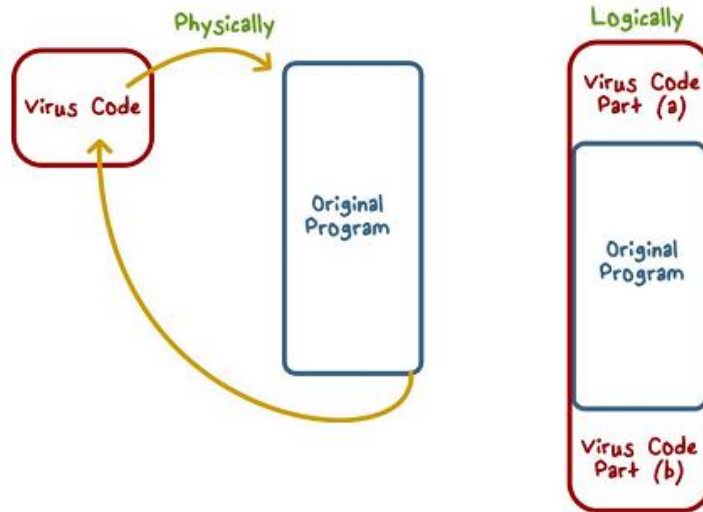 Physically
Logically
Virus Code
Original
Program
Virus Code
Part (a)
Original
Program
Virus Code
Part (b)